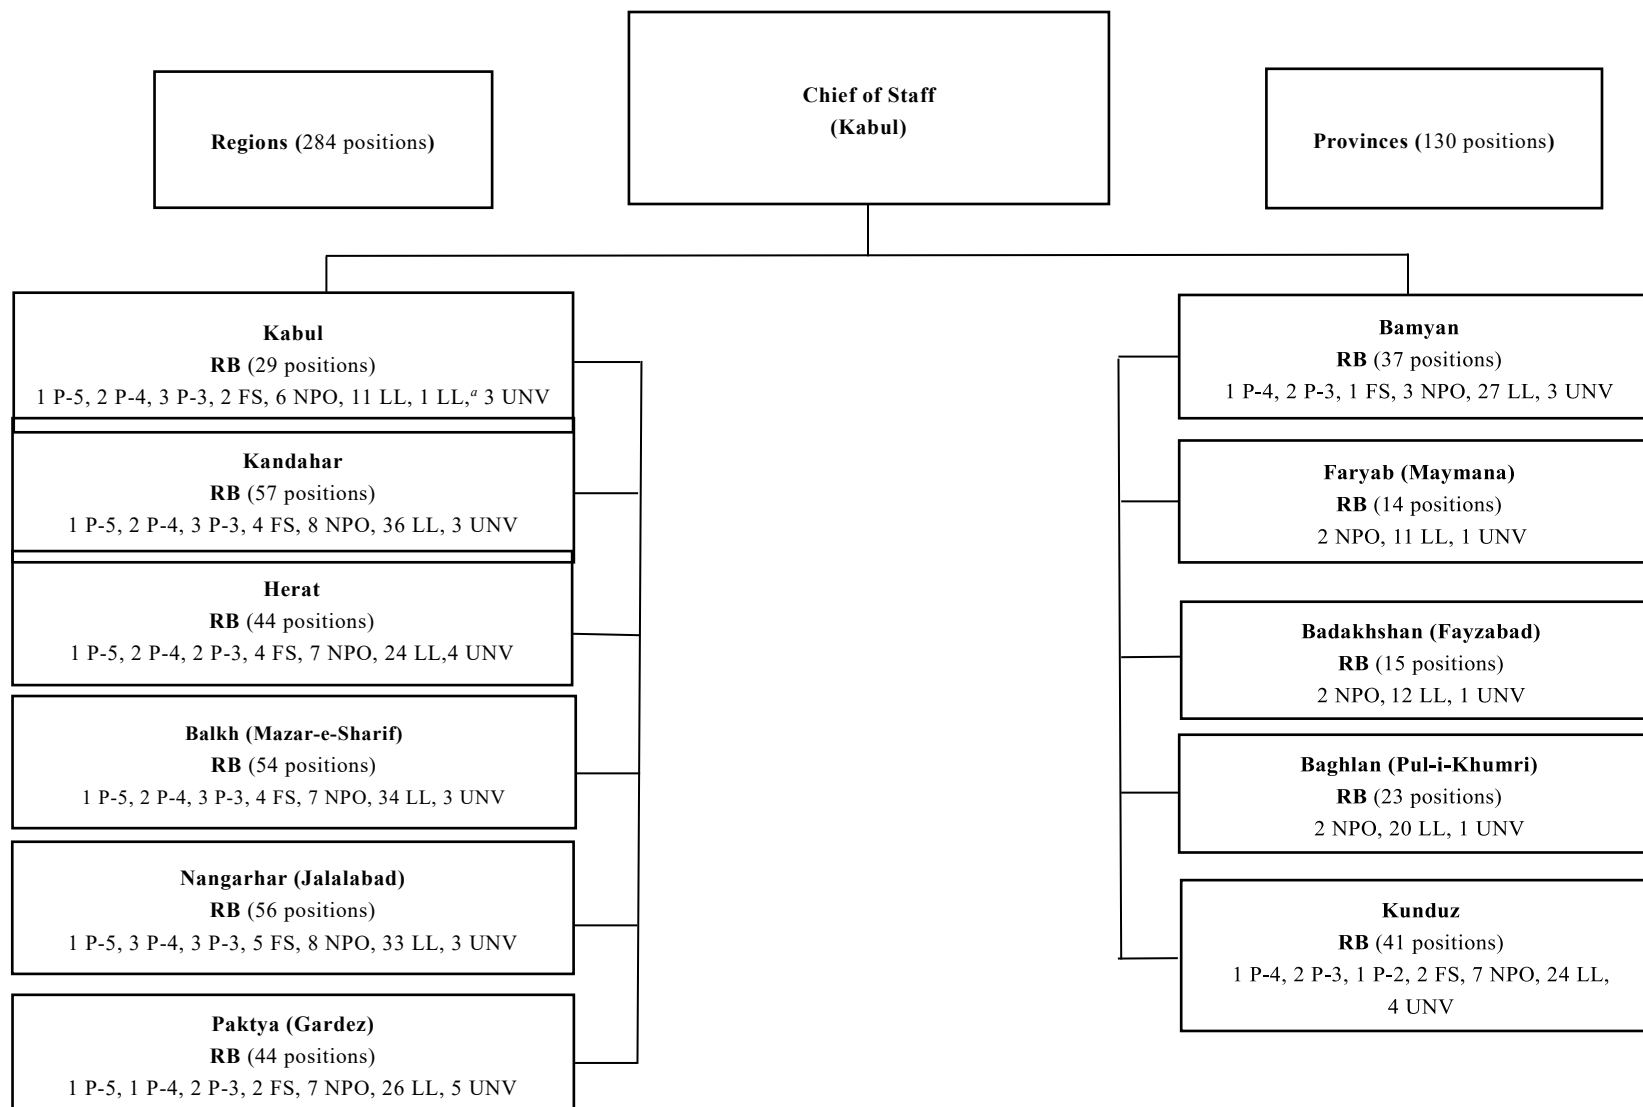 Chief of Staff
(Kabul)
Regions (284 positions)
Provinces (130 positions)
Kabul
RB (29 positions)
1 P-5, 2 P-4, 3 P-3, 2 FS, 6 NPO, 11 LL, 1 LL,ᵃ 3 UNV
Kandahar
RB (57 positions)
1 P-5, 2 P-4, 3 P-3, 4 FS, 8 NPO, 36 LL, 3 UNV
Herat
RB (44 positions)
1 P-5, 2 P-4, 2 P-3, 4 FS, 7 NPO, 24 LL,4 UNV
Balkh (Mazar-e-Sharif)
RB (54 positions)
1 P-5, 2 P-4, 3 P-3, 4 FS, 7 NPO, 34 LL, 3 UNV
Nangarhar (Jalalabad)
RB (56 positions)
1 P-5, 3 P-4, 3 P-3, 5 FS, 8 NPO, 33 LL, 3 UNV
Paktya (Gardez)
RB (44 positions)
1 P-5, 1 P-4, 2 P-3, 2 FS, 7 NPO, 26 LL, 5 UNV
Bamyan
RB (37 positions)
1 P-4, 2 P-3, 1 FS, 3 NPO, 27 LL, 3 UNV
Faryab (Maymana)
RB (14 positions)
2 NPO, 11 LL, 1 UNV
Badakhshan (Fayzabad)
RB (15 positions)
2 NPO, 12 LL, 1 UNV
Baghlan (Pul-i-Khumri)
RB (23 positions)
2 NPO, 20 LL, 1 UNV
Kunduz
RB (41 positions)
1 P-4, 2 P-3, 1 P-2, 2 FS, 7 NPO, 24 LL,
4 UNV